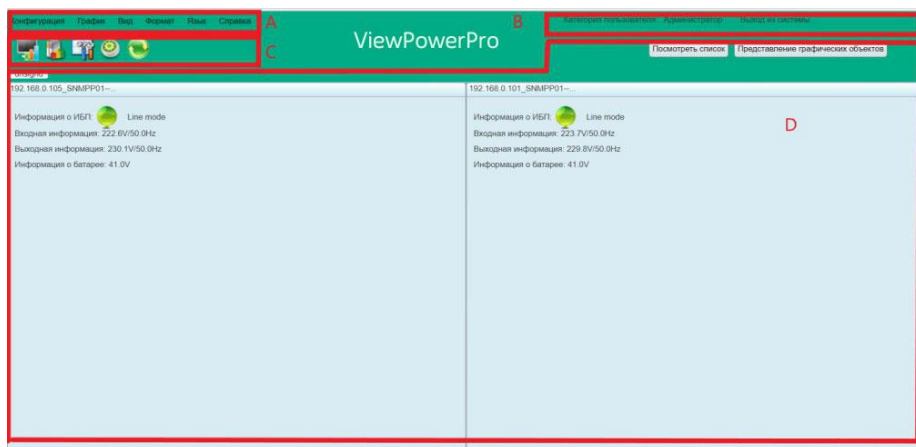 Конфигурация График Вид Формат Язык Справка
A
B
Категория пользователя: Администратор Выход из системы
C
ViewPowerPro
Посмотреть список Представление графических объектов
192.168.0.105_SNMPP01--...
192.168.0.101_SNMPP01--...
Информация о ИБП: Line mode
Входная информация: 222.6V/50.0Hz
Выходная информация: 230.1V/50.0Hz
Информация о батарее: 41.0V
Информация о ИБП: Line mode
Входная информация: 223.7V/50.0Hz
Выходная информация: 229.8V/50.0Hz
Информация о батарее: 41.0V
D